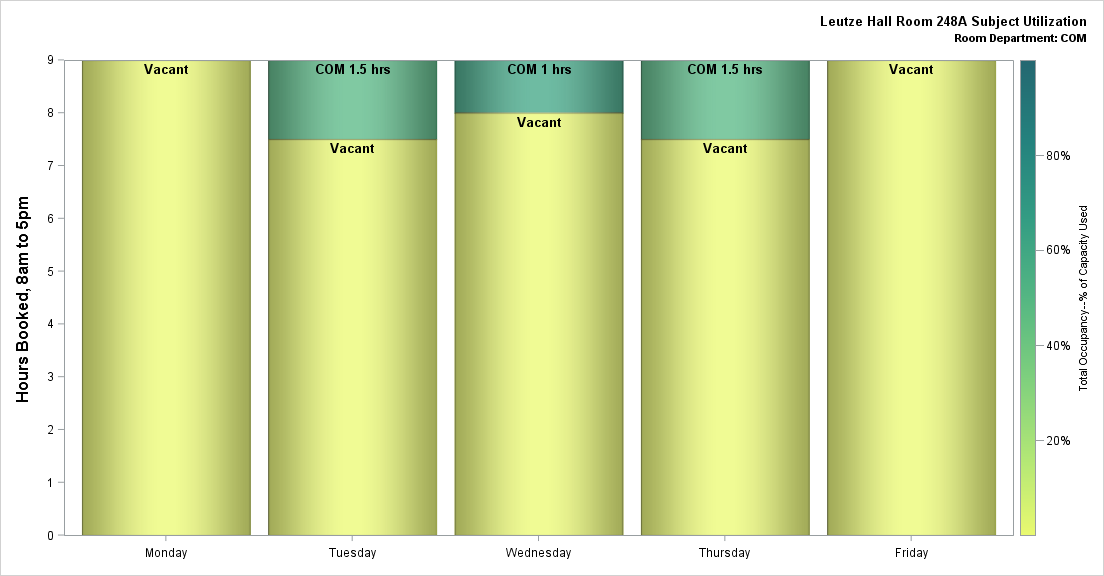 Leutze Hall Room 248A Subject Utilization
Room Department: COM
Hours Booked, 8am to 5pm
9
8
7
6
5
4
3
2
1
0
Vacant
COM 1.5 hrs
Vacant
COM 1 hrs
Vacant
COM 1.5 hrs
Vacant
Vacant
Monday
Tuesday
Wednesday
Thursday
Friday
80%
60%
40%
20%
Total Occupancy--% of Capacity Used